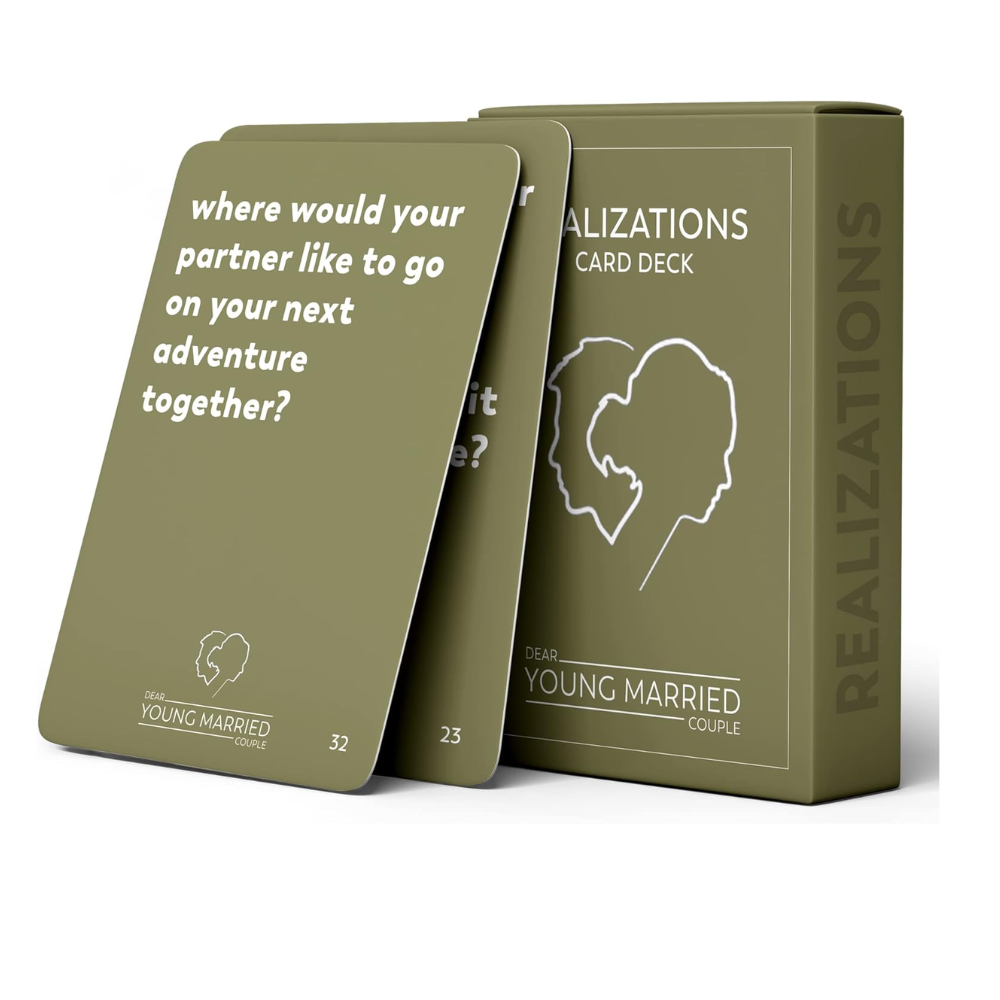 where would your
partner like to go
on your next
adventure
together?
DEAR
YOUNG MARRIED
COUPLE
32
r
it
e?
23
ALIZATIONS
CARD DECK
DEAR
YOUNG MARRIED
COUPLE
REALIZATIONS